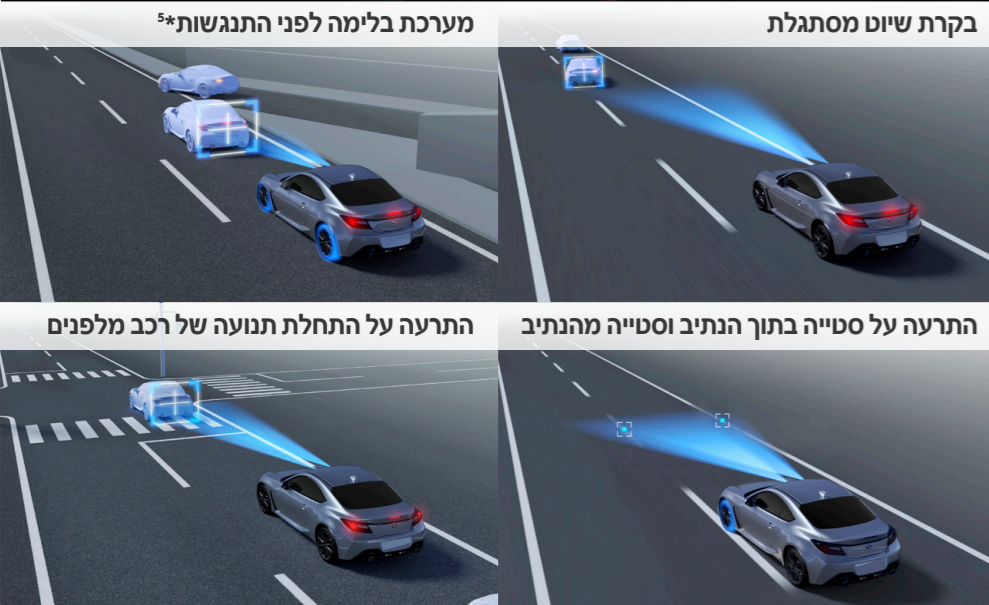 בקרת שיוט מסתגלת
מערכת בלימה לפני התנגשות*⁵
התרעה על סטייה בתוך הנתיב וסטייה מהנתיב
התרעה על התחלת תנועה של רכב מלפנים